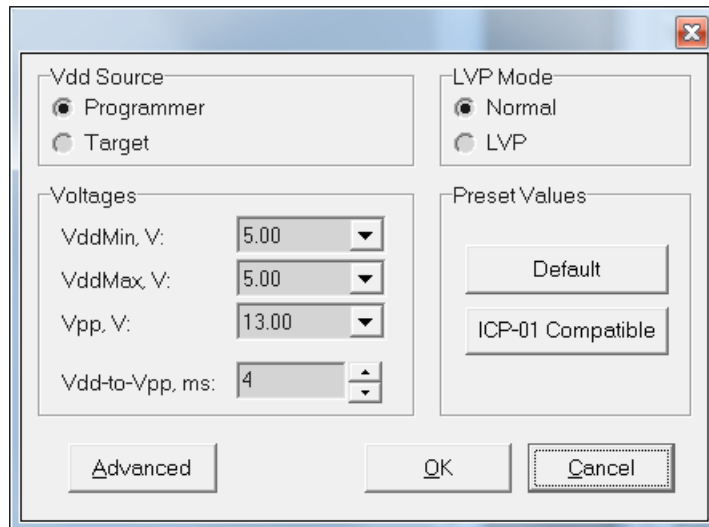 Vdd Source
Programmer
Target
LVP Mode
Normal
LVP
Voltages
VddMin, V: 5.00
VddMax, V: 5.00
Vpp, V: 13.00
Vdd-to-Vpp, ms: 4
Preset Values
Default
ICP-01 Compatible
Advanced
OK
Cancel